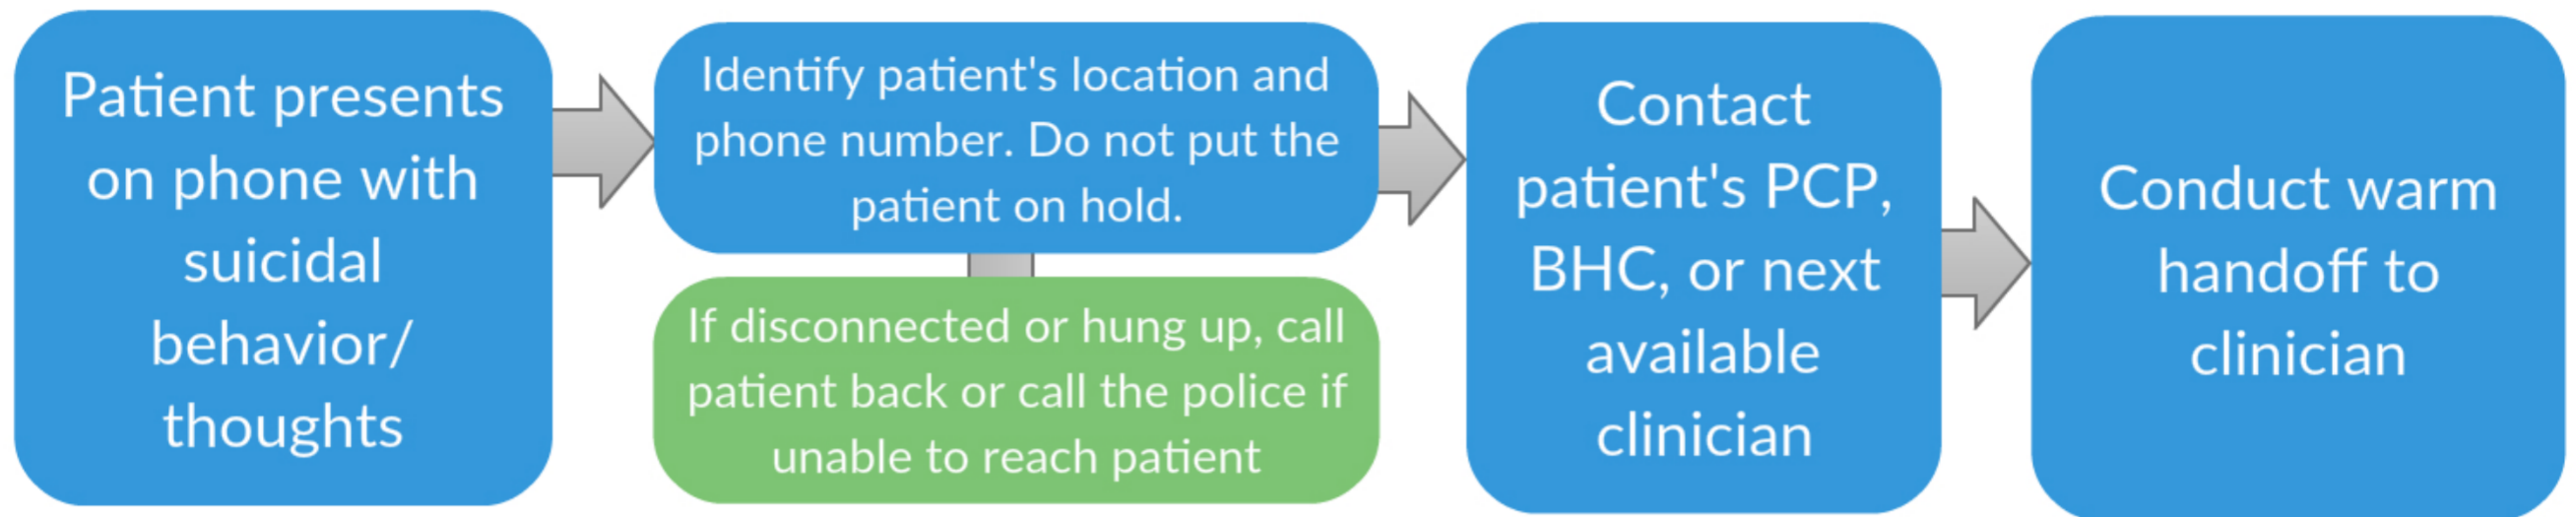 Patient presents
on phone with
suicidal
behavior/
thoughts
Identify patient's location and
phone number. Do not put the
patient on hold.
If disconnected or hung up, call
patient back or call the police if
unable to reach patient
Contact
patient's PCP,
BHC, or next
available
clinician
Conduct warm
handoff to
clinician